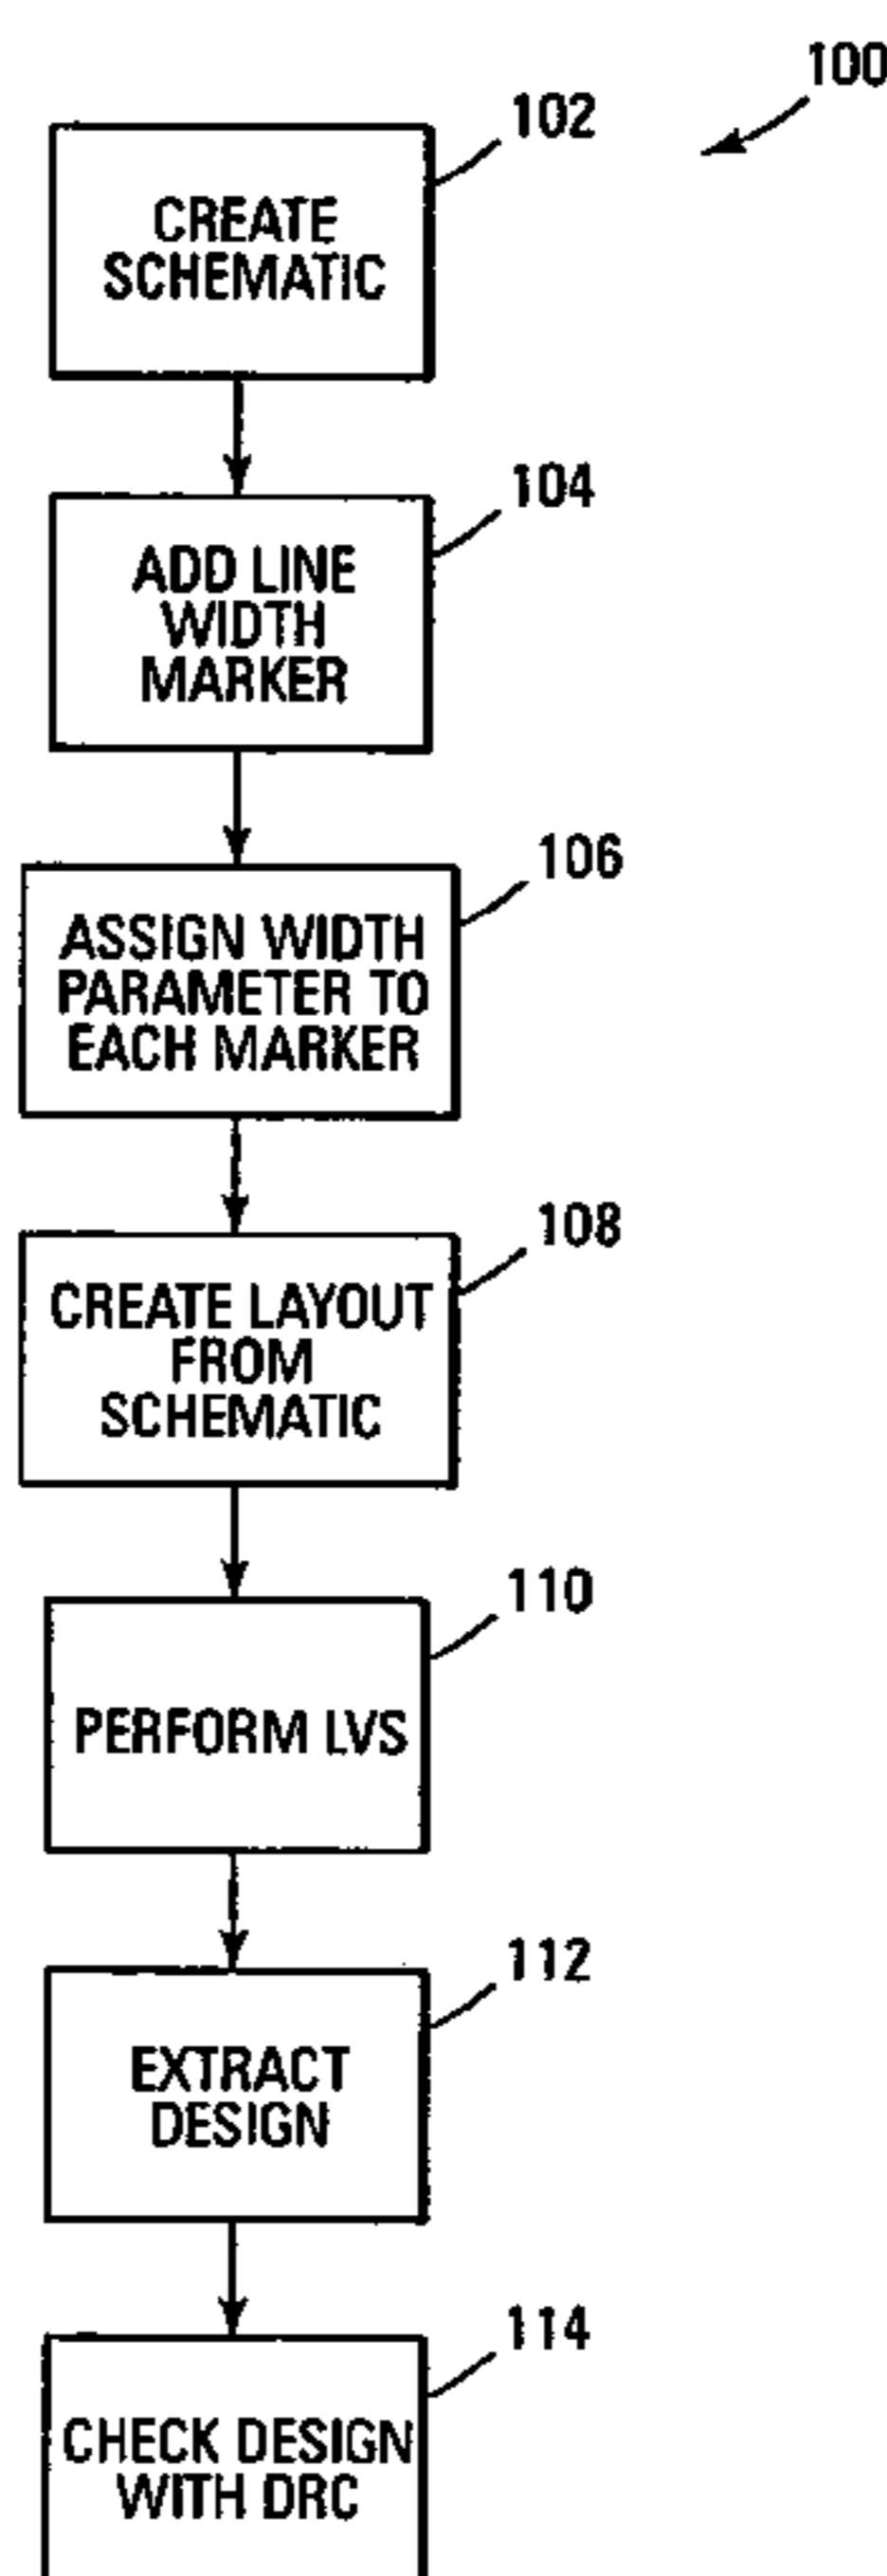 100
102
CREATE
SCHEMATIC
104
ADD LINE
WIDTH
MARKER
106
ASSIGN WIDTH
PARAMETER TO
EACH MARKER
108
CREATE LAYOUT
FROM
SCHEMATIC
110
PERFORM LVS
112
EXTRACT
DESIGN
114
CHECK DESIGN
WITH DRC